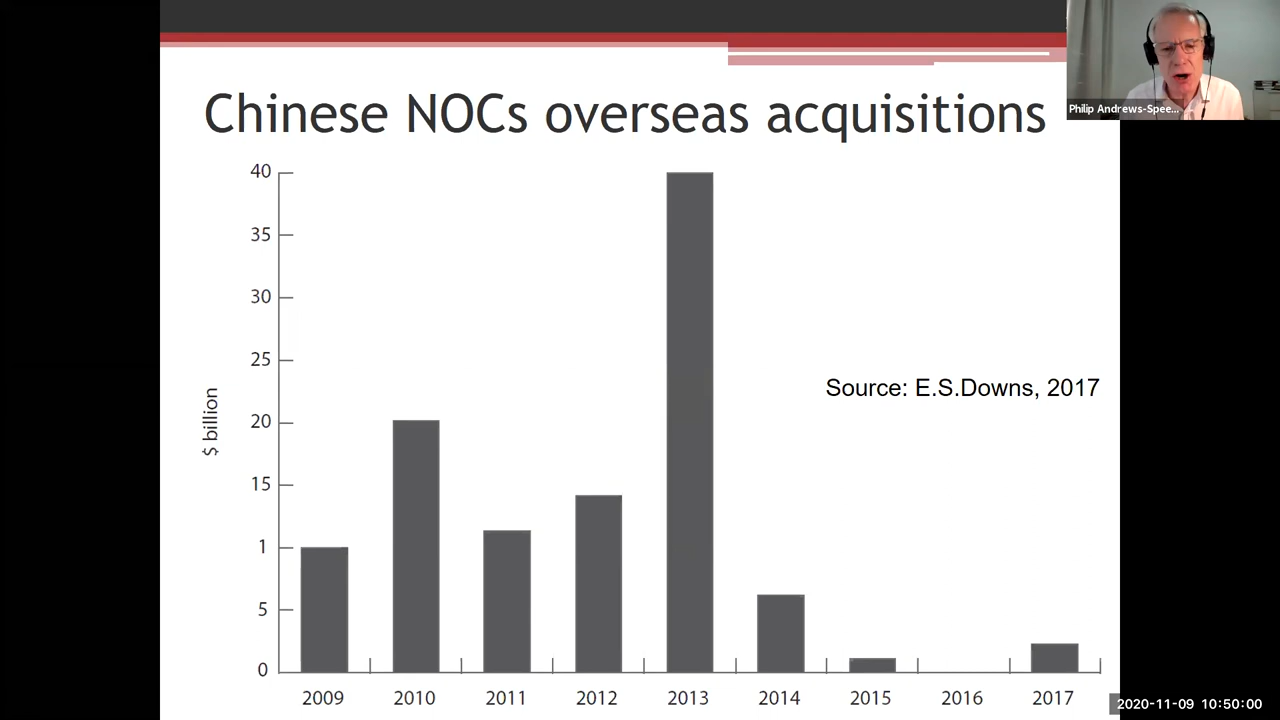 Chinese NOCs overseas acquisitions
Philip Andrews-Spee...
40
35
30
25
20
15
1
5
0
$ billion
Source: E.S.Downs, 2017
2009 2010 2011 2012 2013 2014 2015 2016 2017
2020-11-09 10:50:00